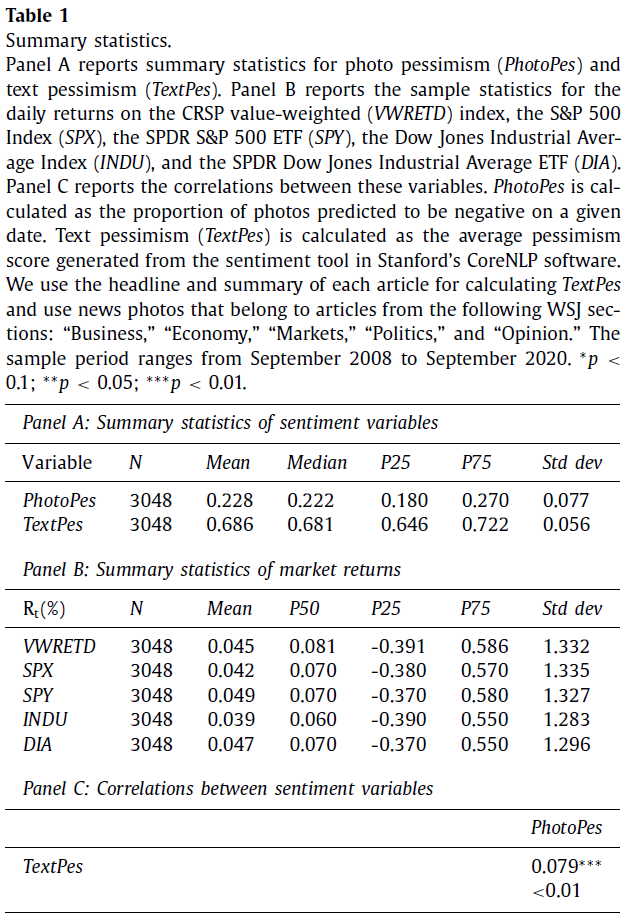 Table 1
Summary statistics.
Panel A reports summary statistics for photo pessimism (PhotoPes) and
text pessimism (TextPes). Panel B reports the sample statistics for the
daily returns on the CRSP value-weighted (VWRETD) index, the S&P 500
Index (SPX), the SPDR S&P 500 ETF (SPY), the Dow Jones Industrial Aver-
age Index (INDU), and the SPDR Dow Jones Industrial Average ETF (DIA).
Panel C reports the correlations between these variables. PhotoPes is cal-
culated as the proportion of photos predicted to be negative on a given
date. Text pessimism (TextPes) is calculated as the average pessimism
score generated from the sentiment tool in Stanford's CoreNLP software.
We use the headline and summary of each article for calculating TextPes
and use news photos that belong to articles from the following WSJ sec-
tions: "Business," "Economy," "Markets," "Politics," and "Opinion." The
sample period ranges from September 2008 to September 2020. *p <
0.1; **p < 0.05; ***p < 0.01.
Panel A: Summary statistics of sentiment variables
Variable N Mean Median P25 P75 Std dev
PhotoPes 3048 0.228 0.222 0.180 0.270 0.077
TextPes 3048 0.686 0.681 0.646 0.722 0.056
Panel B: Summary statistics of market returns
Rt(%) N Mean P50 P25 P75 Std dev
VWRETD 3048 0.045 0.081 -0.391 0.586 1.332
SPX 3048 0.042 0.070 -0.380 0.570 1.335
SPY 3048 0.049 0.070 -0.370 0.580 1.327
INDU 3048 0.039 0.060 -0.390 0.550 1.283
DIA 3048 0.047 0.070 -0.370 0.550 1.296
Panel C: Correlations between sentiment variables
PhotoPes
TextPes 0.079***
<0.01